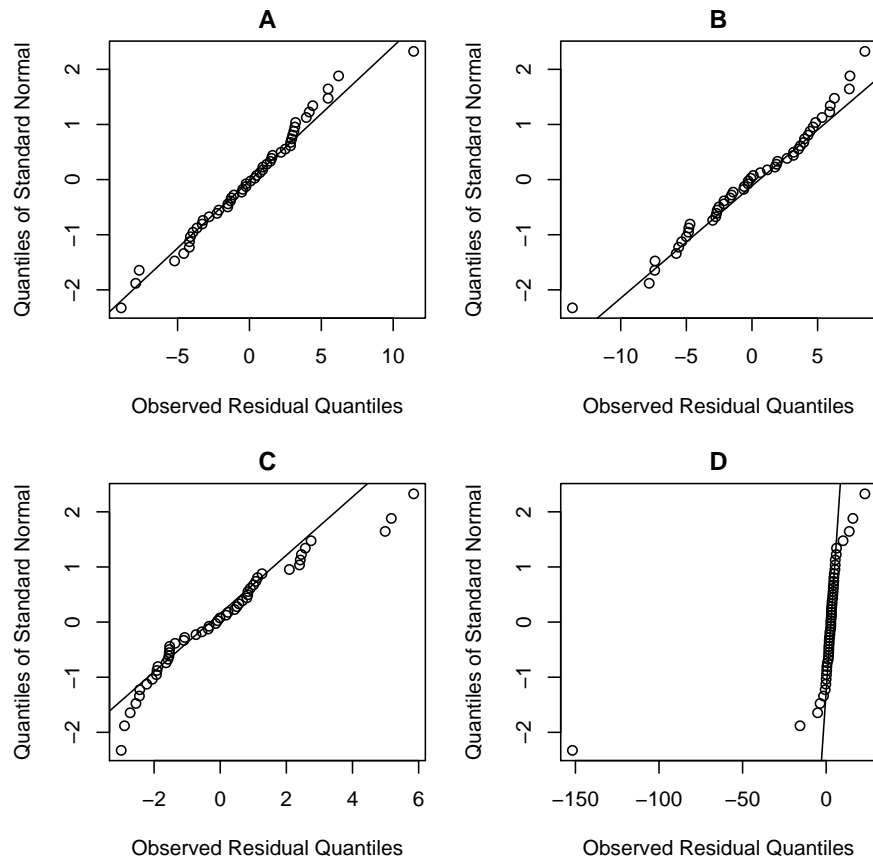 A
Quantiles of Standard Normal
2
1
0
−1
−2
−5 0 5 10
Observed Residual Quantiles
B
Quantiles of Standard Normal
2
1
0
−1
−2
−10 −5 0 5
Observed Residual Quantiles
C
Quantiles of Standard Normal
2
1
0
−1
−2
−2 0 2 4 6
Observed Residual Quantiles
D
Quantiles of Standard Normal
2
1
0
−1
−2
−150 −100 −50 0
Observed Residual Quantiles